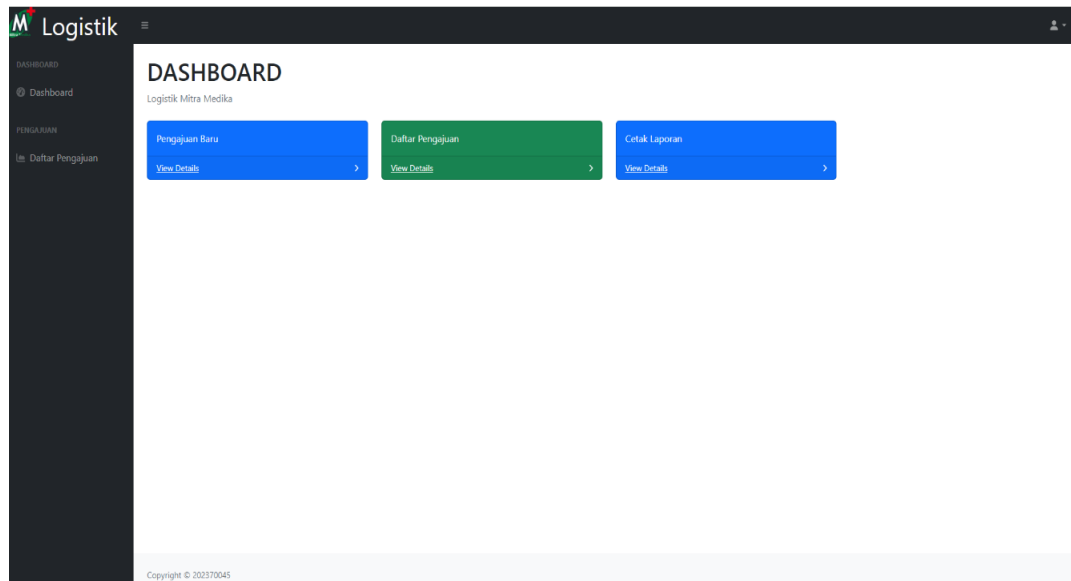 M Logistik
DASHBOARD
Dashboard
PENGAJUAN
Daftar Pengajuan
DASHBOARD
Logistik Mitra Medika
Pengajuan Baru
View Details
Daftar Pengajuan
View Details
Cetak Laporan
View Details
Copyright © 202370045